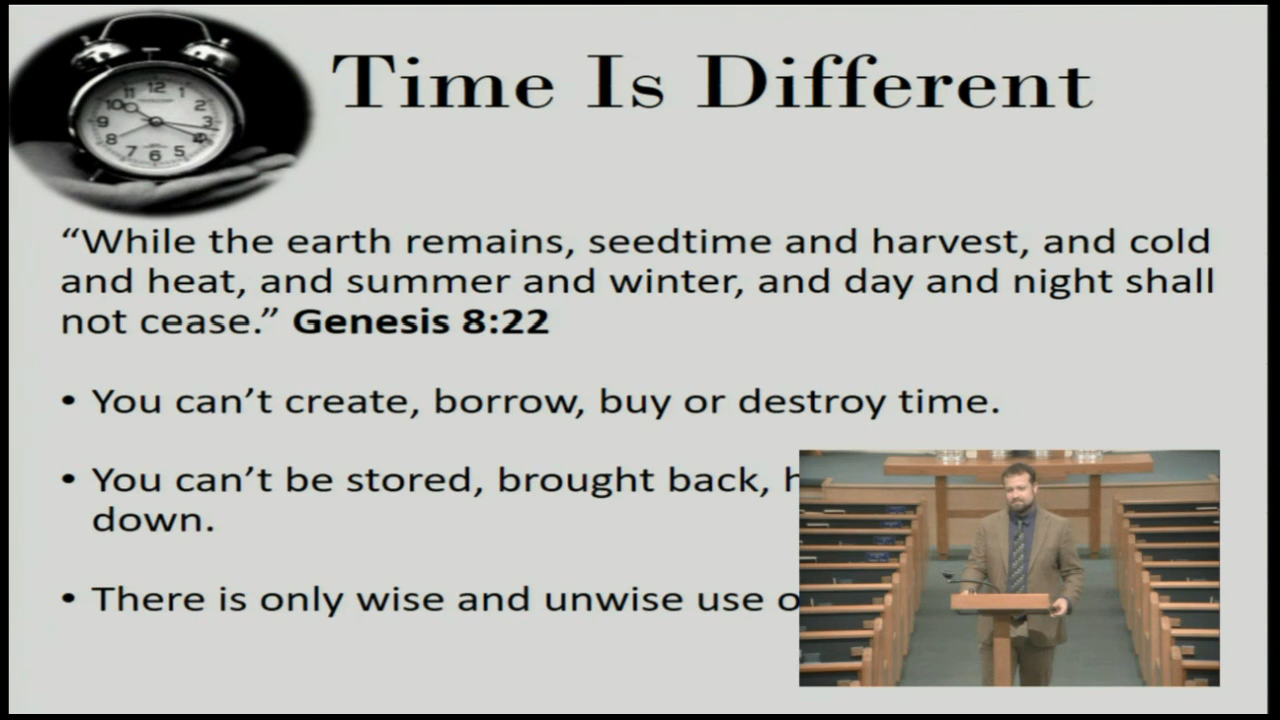 Time Is Different
“While the earth remains, seedtime and harvest, and cold
and heat, and summer and winter, and day and night shall
not cease.” Genesis 8:22
• You can’t create, borrow, buy or destroy time.
• You can’t be stored, brought back,
down.
• There is only wise and unwise use